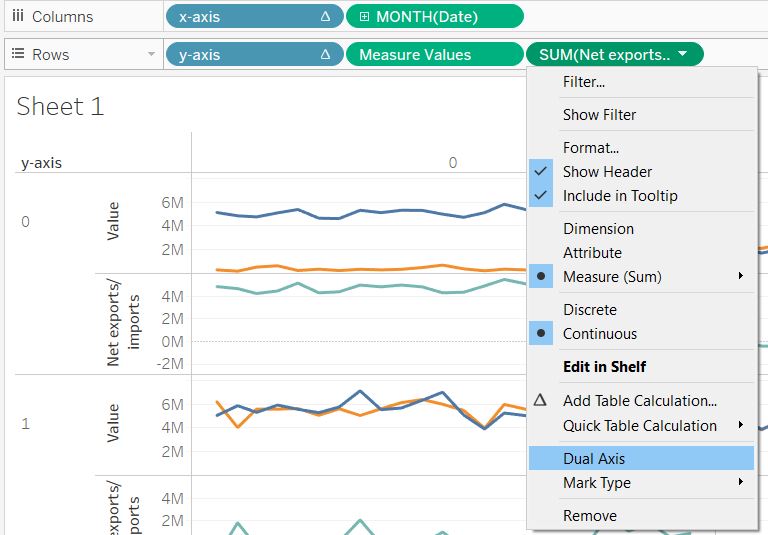 Columns
x-axis
MONTH(Date)
Rows
y-axis
Measure Values
SUM(Net exports..
Sheet 1
y-axis
0
0
Value
6M
4M
2M
Net exports/
imports
4M
2M
0M
-2M
1
Value
6M
4M
2M
exports/
ports
4M
2M
Filter...
Show Filter
Format...
Show Header
Include in Tooltip
Dimension
Attribute
Measure (Sum)
Discrete
Continuous
Edit in Shelf
Add Table Calculation...
Quick Table Calculation
Dual Axis
Mark Type
Remove